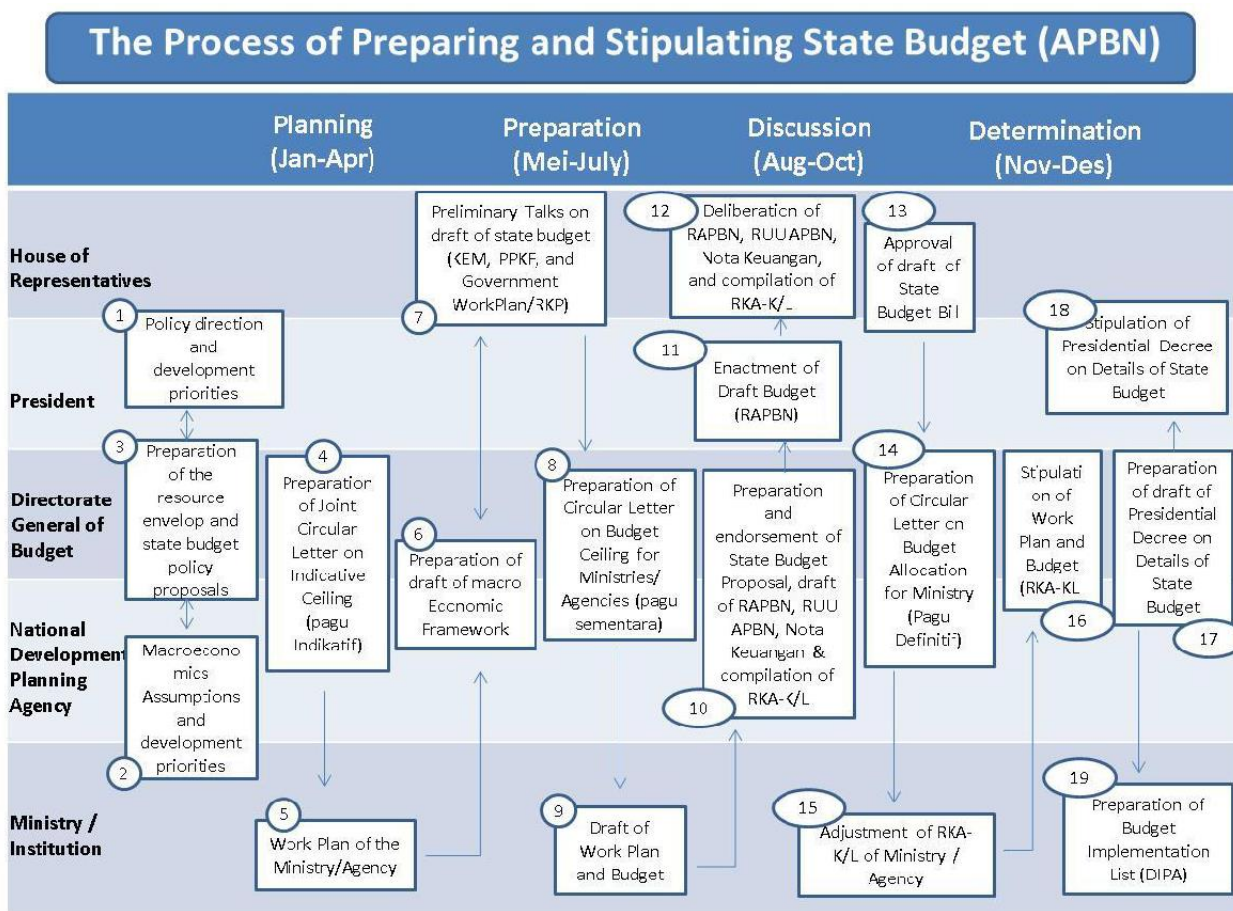 The Process of Preparing and Stipulating State Budget (APBN)
Planning
(Jan-Apr)
Preparation
(Mei-July)
Discussion
(Aug-Oct)
Determination
(Nov-Des)
House of
Representatives
President
Directorate
General of
Budget
National
Development
Planning
Agency
Ministry /
Institution
1
Policy direction
and
development
priorities
2
Macroeconо
mics
Assumptions
and
development
priorities
3
Preparation
of the
resource
envelop and
state budget
policy
proposals
4
Preparation
of Joint
Circular
Letter on
Indicative
Ceiling
(pagu
Indikatif)
5
Work Plan of the
Ministry/Agency
6
Preparation of
draft of macro
Economic
Framework
7
Preliminary Talks on
draft of state budget
(KEM, PPKF, and
Government
WorkPlan/RKP)
8
Preparation of
Circular Letter
on Budget
Ceiling for
Ministries/
Agencies (pagu
sementara)
9
Draft of
Work Plan
and Budget
10
Preparation
and
endorsement of
State Budget
Proposal, draft
of RAPBN, RUU
APBN, Nota
Keuangan &
compilation of
RKA-K/L
11
Enactment of
Draft Budget
(RAPBN)
12
Deliberation of
RAPBN, RUU APBN,
Nota Keuangan,
and compilation of
RKA-K/L
13
Approval
of draft of
State
Budget Bill
14
Preparation
of Circular
Letter on
Budget
Allocation
for Ministry
(Pagu
Definitif)
15
Adjustment of RKA-
K/L of Ministry /
Agency
16
Stipulati
on of
Work
Plan and
Budget
(RKA-KL
17
Preparation
of draft of
Presidential
Decree on
Details of
State
Budget
18
Stipulation of
Presidential Decree
on Details of State
Budget
19
Preparation of
Budget
Implementation
List (DIPA)